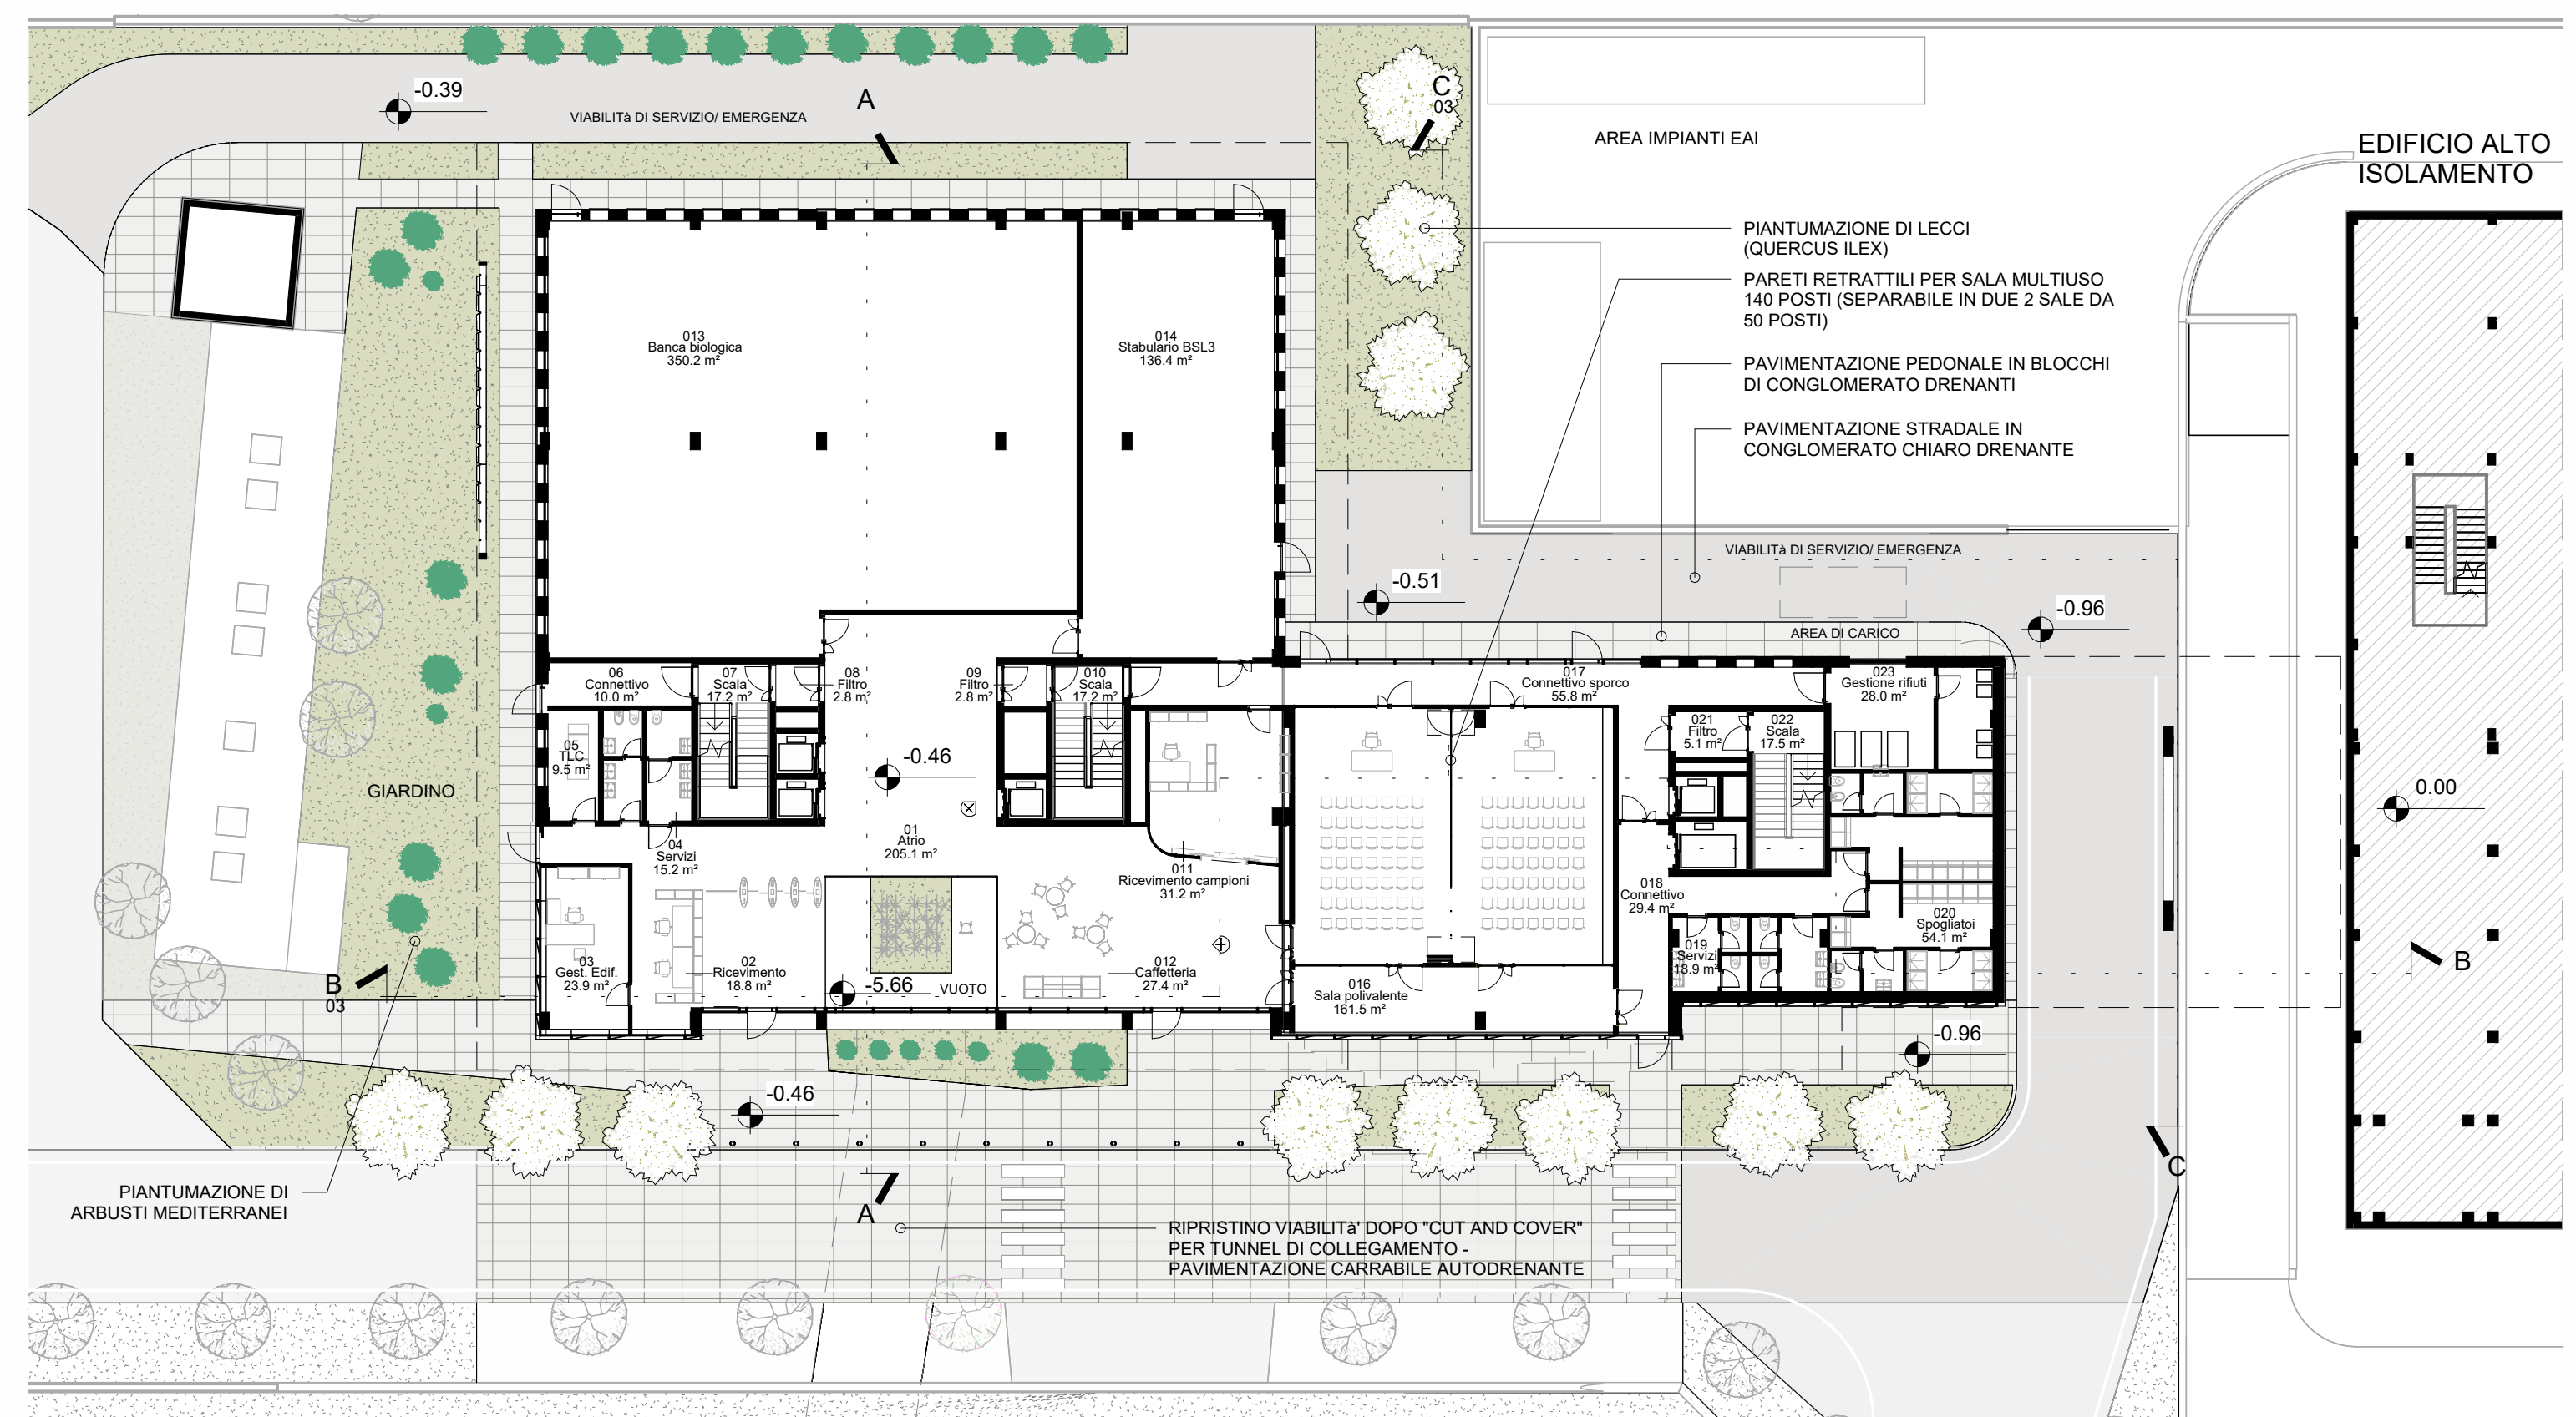 -0.39
A
VIABILITà DI SERVIZIO/ EMERGENZA
C
03
AREA IMPIANTI EAI
EDIFICIO ALTO
ISOLAMENTO
PIANTUMAZIONE DI LECCI
(QUERCUS ILEX)
PARETI RETRATTILI PER SALA MULTIUSO
140 POSTI (SEPARABILE IN DUE 2 SALE DA
50 POSTI)
PAVIMENTAZIONE PEDONALE IN BLOCCHI
DI CONGLOMERATO DRENANTI
PAVIMENTAZIONE STRADALE IN
CONGLOMERATO CHIARO DRENANTE
013
Banca biologica
350.2 m²
014
Stabulario BSL3
136.4 m²
VIABILITà DI SERVIZIO/ EMERGENZA
-0.51
-0.96
AREA DI CARICO
06
Connettivo
10.0 m²
07
Scala
17.2 m²
08
Filtro
2.8 m²
09
Filtro
2.8 m²
010
Scala
17.2 m²
017
Connettivo sporco
55.8 m²
023
Gestione rifiuti
28.0 m²
021
Filtro
5.1 m²
022
Scala
17.5 m²
05
TLC
9.5 m²
-0.46
GIARDINO
0.00
01
Atrio
205.1 m²
04
Servizi
15.2 m²
011
Ricevimento campioni
31.2 m²
018
Connettivo
29.4 m²
020
Spogliatoi
54.1 m²
019
Servizi
18.9 m²
03
Gest. Edif.
23.9 m²
02
Ricevimento
18.8 m²
-5.66
VUOTO
012
Caffetteria
27.4 m²
016
Sala polivalente
161.5 m²
B
03
B
-0.96
-0.46
C
PIANTUMAZIONE DI
ARBUSTI MEDITERRANEI
A
RIPRISTINO VIABILITà' DOPO "CUT AND COVER"
PER TUNNEL DI COLLEGAMENTO -
PAVIMENTAZIONE CARRABILE AUTODRENANTE